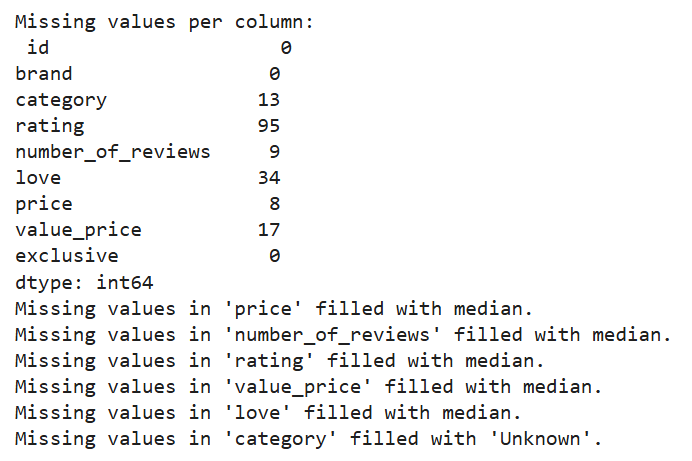 Missing values per column:
 id                   0
brand                0
category            13
rating              95
number_of_reviews    9
love                34
price                8
value_price         17
exclusive            0
dtype: int64
Missing values in 'price' filled with median.
Missing values in 'number_of_reviews' filled with median.
Missing values in 'rating' filled with median.
Missing values in 'value_price' filled with median.
Missing values in 'love' filled with median.
Missing values in 'category' filled with 'Unknown'.